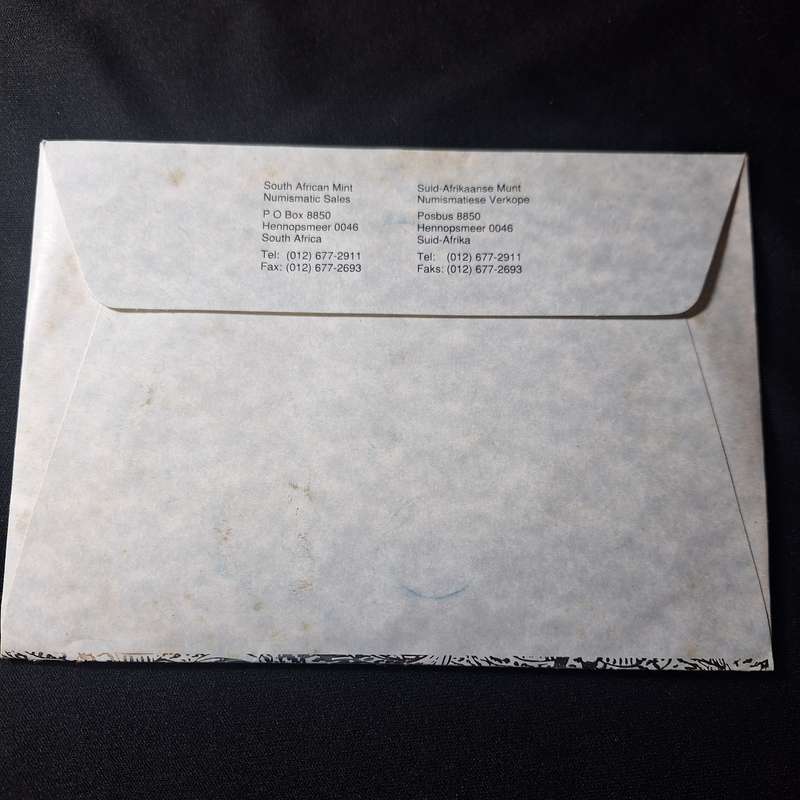 South African Mint
Numismatic Sales
P O Box 8850
Hennopsmeer 0046
South Africa
Tel: (012) 677-2911
Fax: (012) 677-2693
Suid-Afrikaanse Munt
Numismatiese Verkope
Posbus 8850
Hennopsmeer 0046
Suid-Afrika
Tel: (012) 677-2911
Faks: (012) 677-2693